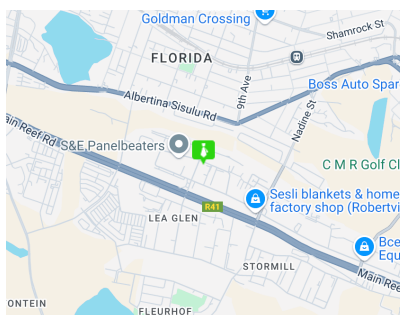 Goldman Crossing
Shamrock St
FLORIDA
9th Ave
Boss Auto Spar
Albertina Sisulu Rd
Nadine St
Main Reef Rd
S&E Panelbeaters
C M R Golf Cl
Sesli blankets & home
factory shop (Robertvi
R41
LEA GLEN
Bce
Equ
STORMILL
Main Reef Rd
ONTEIN
FLEURHOF